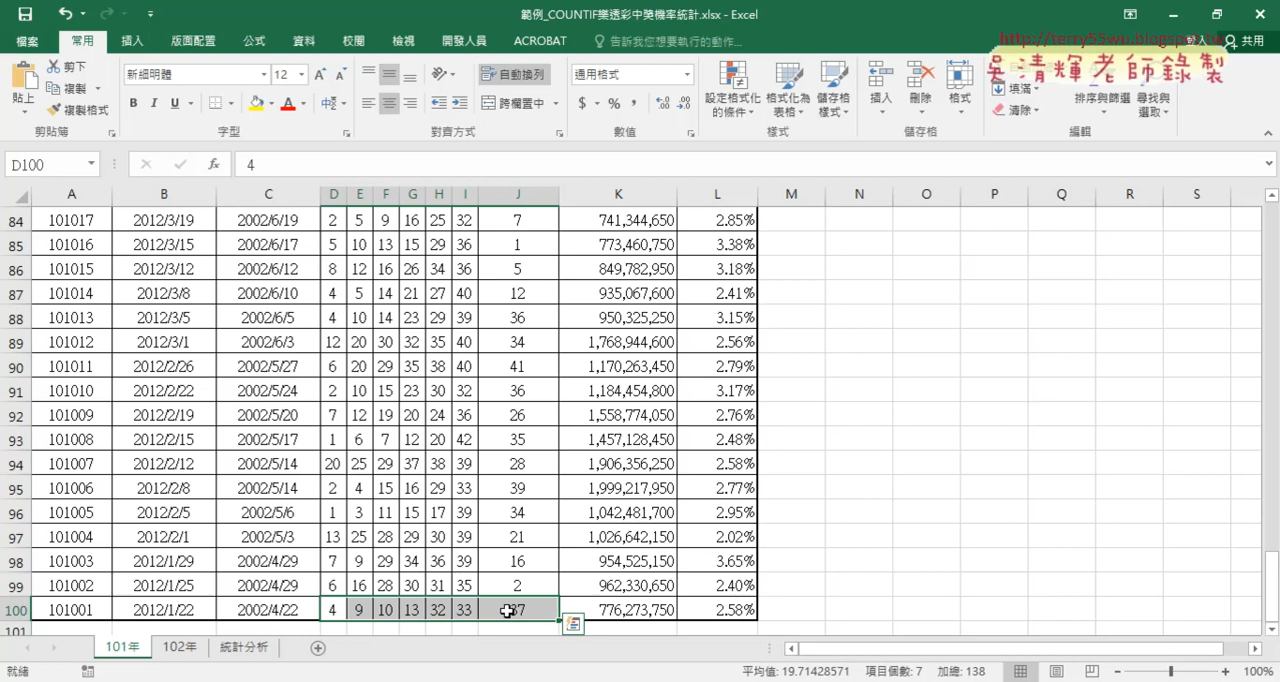 範例_COUNTIF樂透彩中獎機率統計.xlsx - Excel
檔案 常用 插入 版面配置 公式 資料 校閱 檢視 開發人員 ACROBAT 告訴我您想要執行的動作... 登入 共用
http://terry55wu.blogspot.tw
吳清輝老師錄製
貼上 剪下 複製 複製格式 新細明體 12 自動換列 跨欄置中 通用格式 設定格式化的條件 格式化為表格 儲存格樣式 插入 刪除 格式 填滿 清除 排序與篩選 尋找與選取
剪貼簿 字型 對齊方式 數值 樣式 儲存格 編輯
D100 fx 4
A B C D E F G H I J K L M N O P Q R S
84 101017 2012/3/19 2002/6/19 2 5 9 16 25 32 7 741,344,650 2.85%
85 101016 2012/3/15 2002/6/17 5 10 13 15 29 36 1 773,460,750 3.38%
86 101015 2012/3/12 2002/6/12 8 12 16 26 34 36 5 849,782,950 3.18%
87 101014 2012/3/8 2002/6/10 4 5 14 21 27 40 12 935,067,600 2.41%
88 101013 2012/3/5 2002/6/5 4 10 14 23 29 39 36 950,325,250 3.15%
89 101012 2012/3/1 2002/6/3 12 20 30 32 35 40 34 1,768,944,600 2.56%
90 101011 2012/2/26 2002/5/27 6 20 29 35 38 40 41 1,170,263,450 2.79%
91 101010 2012/2/22 2002/5/24 2 10 15 23 30 32 36 1,184,454,800 3.17%
92 101009 2012/2/19 2002/5/20 7 12 19 20 24 36 26 1,558,774,050 2.76%
93 101008 2012/2/15 2002/5/17 1 6 7 12 20 42 35 1,457,128,450 2.48%
94 101007 2012/2/12 2002/5/14 20 25 29 37 38 39 28 1,906,356,250 2.58%
95 101006 2012/2/8 2002/5/14 2 4 15 16 29 33 39 1,999,217,950 2.77%
96 101005 2012/2/5 2002/5/6 1 3 11 15 17 39 34 1,042,481,700 2.95%
97 101004 2012/2/1 2002/5/3 13 25 28 29 30 39 21 1,026,642,150 2.02%
98 101003 2012/1/29 2002/4/29 7 9 29 34 36 39 16 954,525,150 3.65%
99 101002 2012/1/25 2002/4/29 6 16 28 30 31 35 2 962,330,650 2.40%
100 101001 2012/1/22 2002/4/22 4 9 10 13 32 33 37 776,273,750 2.58%
101
101年 102年 統計分析
就緒 平均值: 19.71428571 項目個數: 7 加總: 138 100%